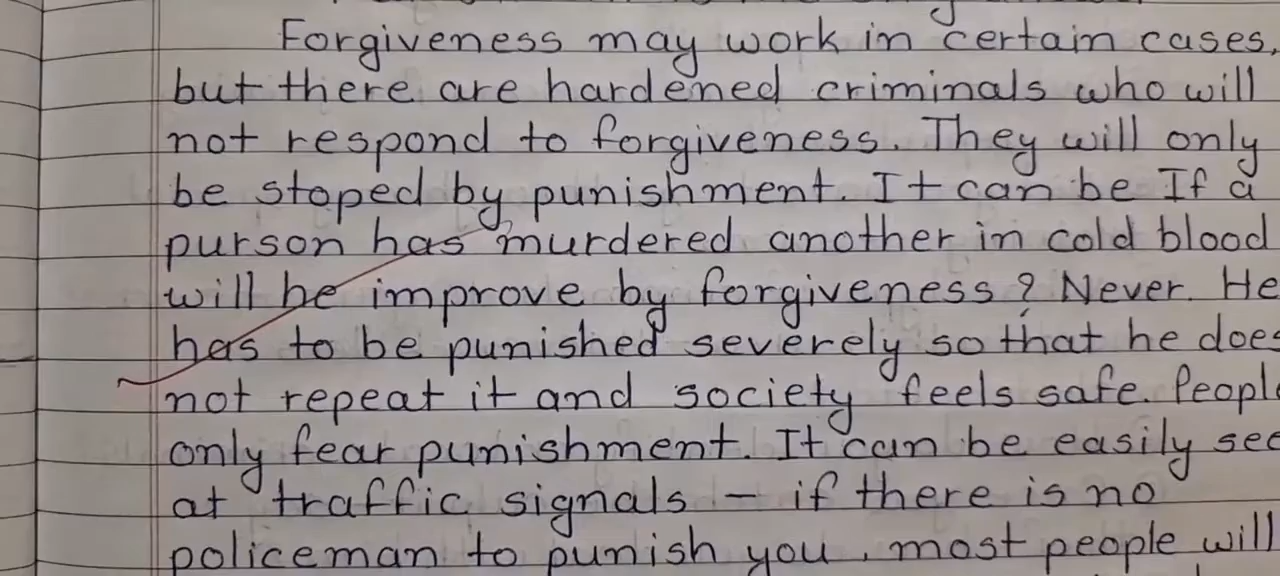 Forgiveness may work in certain cases,
but there are hardened criminals who will
not respond to forgiveness. They will only
be stoped by punishment. It can be If a
purson has murdered another in cold blood
will he improve by forgiveness? Never. He
has to be punished severely so that he does
not repeat it and society feels safe. People
only fear punishment. It can be easily see
at traffic signals – if there is no
policeman to punish you, most people will